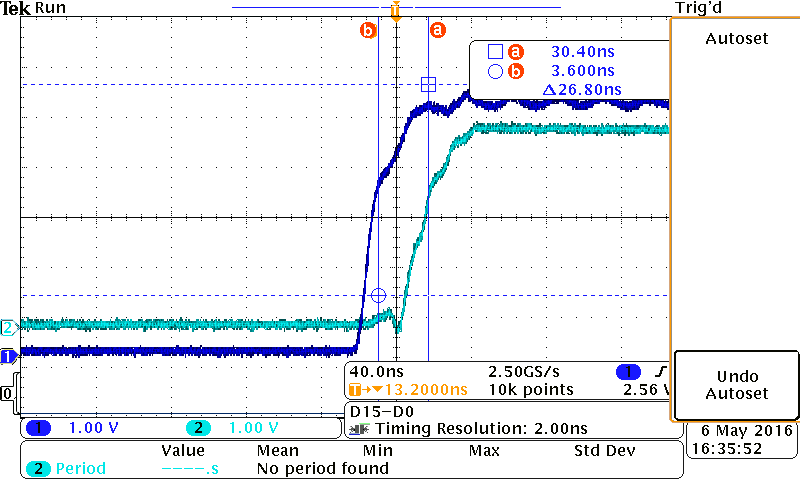 Tek Run
Trig'd
T
b a
Autoset
a 30.40ns
b 3.600ns
Δ26.80ns
2
1
0
40.0ns 2.50GS/s 1
T→▼13.2000ns 10k points 2.56 V
Undo
Autoset
1 1.00 V 2 1.00 V
D15-D0
Timing Resolution: 2.00ns
6 May 2016
16:35:52
Value Mean Min Max Std Dev
2 Period ----.s No period found